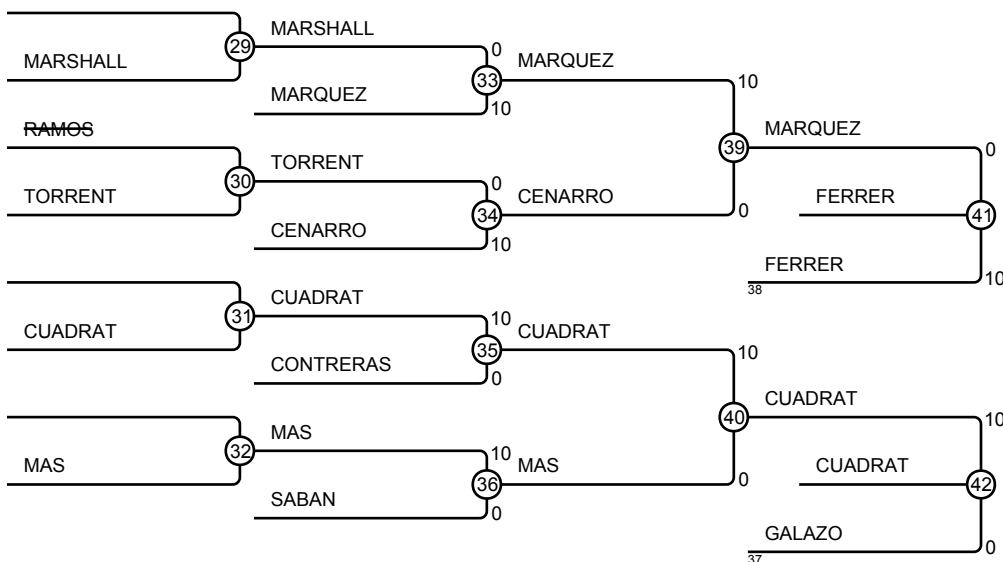 MARSHALL
0
29
MARQUEZ
MARSHALL
33
10
MARQUEZ
10
RAMOS
MARQUEZ
39
0
TORRENT
0
30
CENARRO
FERRER
TORRENT
34
0
41
CENARRO
10
FERRER
10
38
CUADRAT
10
31
CUADRAT
CUADRAT
35
10
CONTRERAS
0
CUADRAT
40
10
MAS
10
32
MAS
CUADRAT
MAS
36
0
42
SABAN
0
GALAZO
0
37